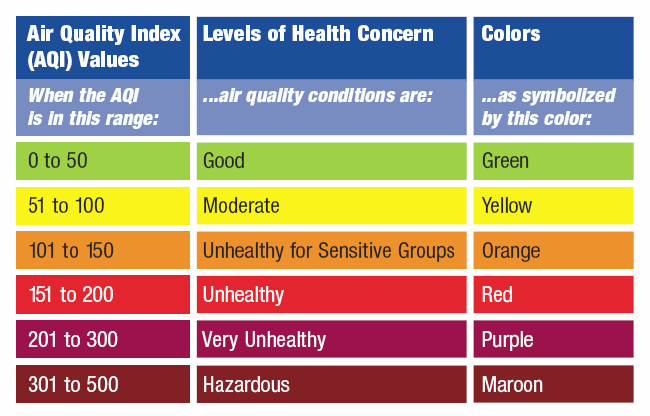 Air Quality Index (AQI) Values
Levels of Health Concern
Colors
When the AQI is in this range:
...air quality conditions are:
...as symbolized by this color:
0 to 50
Good
Green
51 to 100
Moderate
Yellow
101 to 150
Unhealthy for Sensitive Groups
Orange
151 to 200
Unhealthy
Red
201 to 300
Very Unhealthy
Purple
301 to 500
Hazardous
Maroon